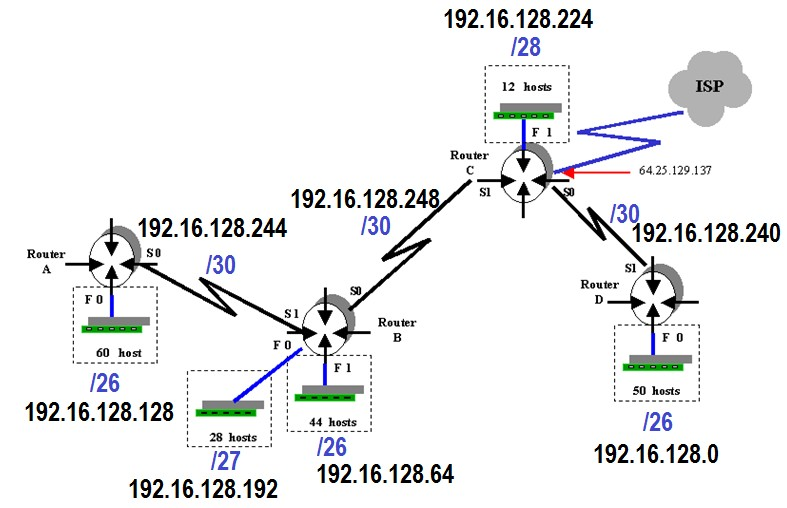 192.16.128.224
/28
12 hosts
F 1
ISP
Router
C
S1
S0
64.25.129.137
192.16.128.248
/30
192.16.128.244
/30
/30
192.16.128.240
Router
A
S0
F 0
60 host
/26
192.16.128.128
S0
S1
F 0
Router
B
F 1
28 hosts
/27
192.16.128.192
44 hosts
/26
192.16.128.64
S1
Router
D
F 0
50 hosts
/26
192.16.128.0